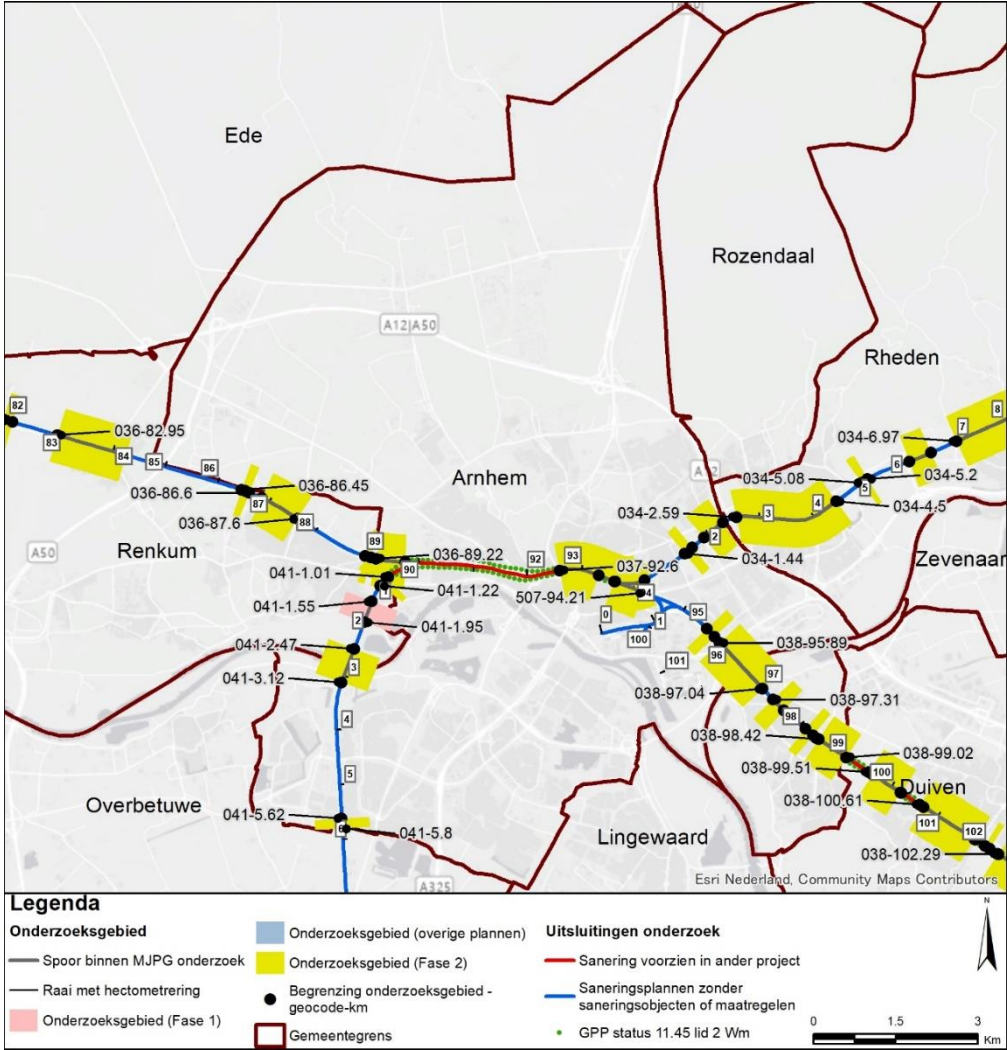 Ede
Rozendaal
A12|A50
Rheden
82
036-82.95
83
84
85
86
036-86.45
036-86.6
87
036-87.6
88
Arnhem
034-6.97
7
8
6
034-5.08
5
034-5.2
034-2.59
3
4
034-4.5
A12
2
034-1.44
A50
Renkum
89
036-89.22
90
92
93
037-92.6
Zevenaar
041-1.01
1
041-1.22
507-94.21
4
041-1.55
2
041-1.95
0
1
95
100
041-2.47
3
96
038-95.89
101
041-3.12
97
038-97.04
038-97.31
4
98
038-98.42
99
038-99.02
5
038-99.51
100
Duiven
Overbetuwe
038-100.61
041-5.62
101
6
041-5.8
Lingewaard
102
038-102.29
A325
Esri Nederland, Community Maps Contributors
Legenda
Onderzoeksgebied
Spoor binnen MJPG onderzoek
Raai met hectometrering
Onderzoeksgebied (Fase 1)
Onderzoeksgebied (overige plannen)
Onderzoeksgebied (Fase 2)
Begrenzing onderzoeksgebied -
geocode-km
Gemeentegrens
Uitsluitingen onderzoek
Sanering voorzien in ander project
Saneringsplannen zonder
saneringsobjecten of maatregelen
GPP status 11.45 lid 2 Wm
N
0 1.5 3
Km